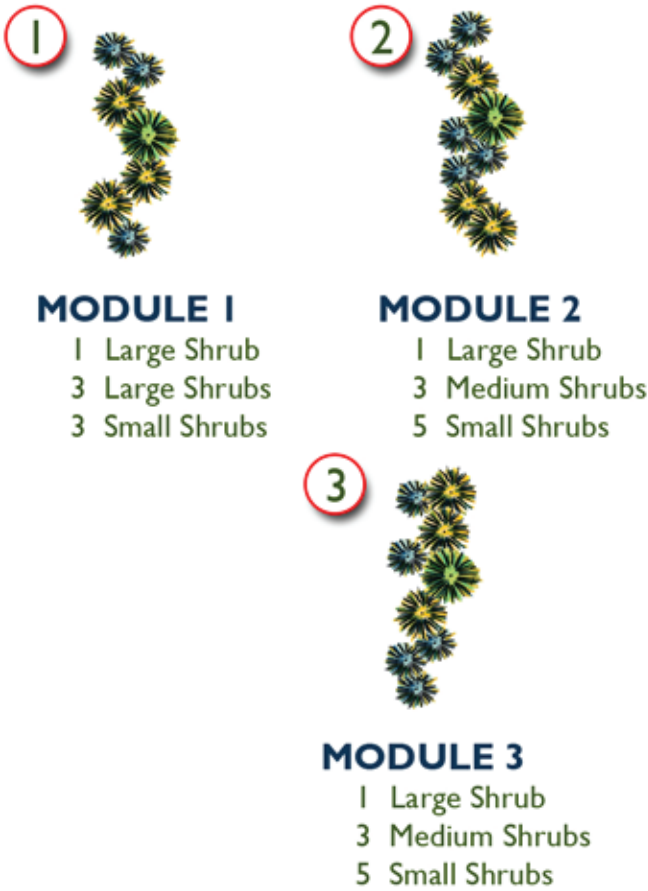 1
2
MODULE 1
1 Large Shrub
3 Large Shrubs
3 Small Shrubs
MODULE 2
1 Large Shrub
3 Medium Shrubs
5 Small Shrubs
3
MODULE 3
1 Large Shrub
3 Medium Shrubs
5 Small Shrubs